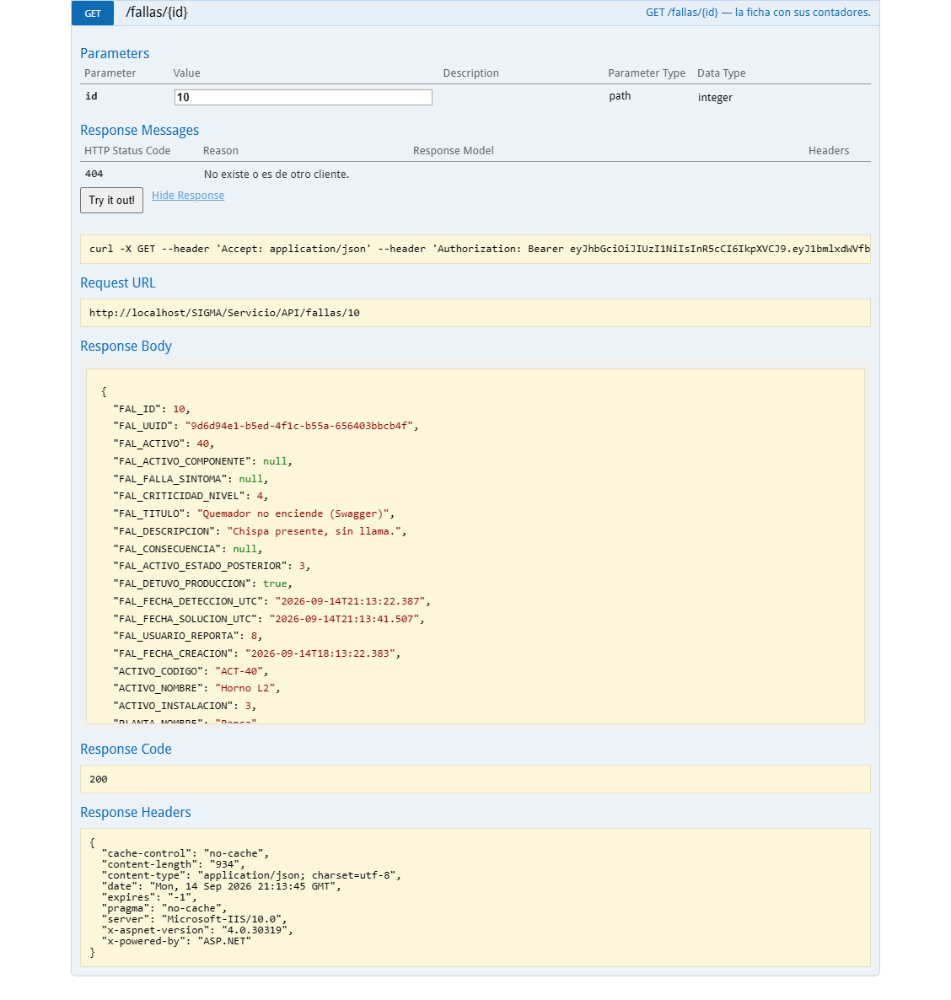 GET /fallas/{id} GET /fallas/{id} — la ficha con sus contadores.
Parameters
Parameter Value Description Parameter Type Data Type
id 10 path integer
Response Messages
HTTP Status Code Reason Response Model Headers
404 No existe o es de otro cliente.
Try it out! Hide Response
curl -X GET --header 'Accept: application/json' --header 'Authorization: Bearer eyJhbGciOiJIUzI1NiIsInR5cCI6IkpXVCJ9.eyJ1bmlxdWVfb
Request URL
http://localhost/SIGMA/Servicio/API/fallas/10
Response Body
{
"FAL_ID": 10,
"FAL_UUID": "9d6d94e1-b5ed-4f1c-b55a-656403bbcb4f",
"FAL_ACTIVO": 40,
"FAL_ACTIVO_COMPONENTE": null,
"FAL_FALLA_SINTOMA": null,
"FAL_CRITICIDAD_NIVEL": 4,
"FAL_TITULO": "Quemador no enciende (Swagger)",
"FAL_DESCRIPCION": "Chispa presente, sin llama.",
"FAL_CONSECUENCIA": null,
"FAL_ACTIVO_ESTADO_POSTERIOR": 3,
"FAL_DETUVO_PRODUCCION": true,
"FAL_FECHA_DETECCION_UTC": "2026-09-14T21:13:22.387",
"FAL_FECHA_SOLUCION_UTC": "2026-09-14T21:13:41.507",
"FAL_USUARIO_REPORTA": 8,
"FAL_FECHA_CREACION": "2026-09-14T18:13:22.383",
"ACTIVO_CODIGO": "ACT-40",
"ACTIVO_NOMBRE": "Horno L2",
"ACTIVO_INSTALACION": 3,
"PLANTA_NOMBRE": "Renca"
Response Code
200
Response Headers
{
"cache-control": "no-cache",
"content-length": "934",
"content-type": "application/json; charset=utf-8",
"date": "Mon, 14 Sep 2026 21:13:45 GMT",
"expires": "-1",
"pragma": "no-cache",
"server": "Microsoft-IIS/10.0",
"x-aspnet-version": "4.0.30319",
"x-powered-by": "ASP.NET"
}